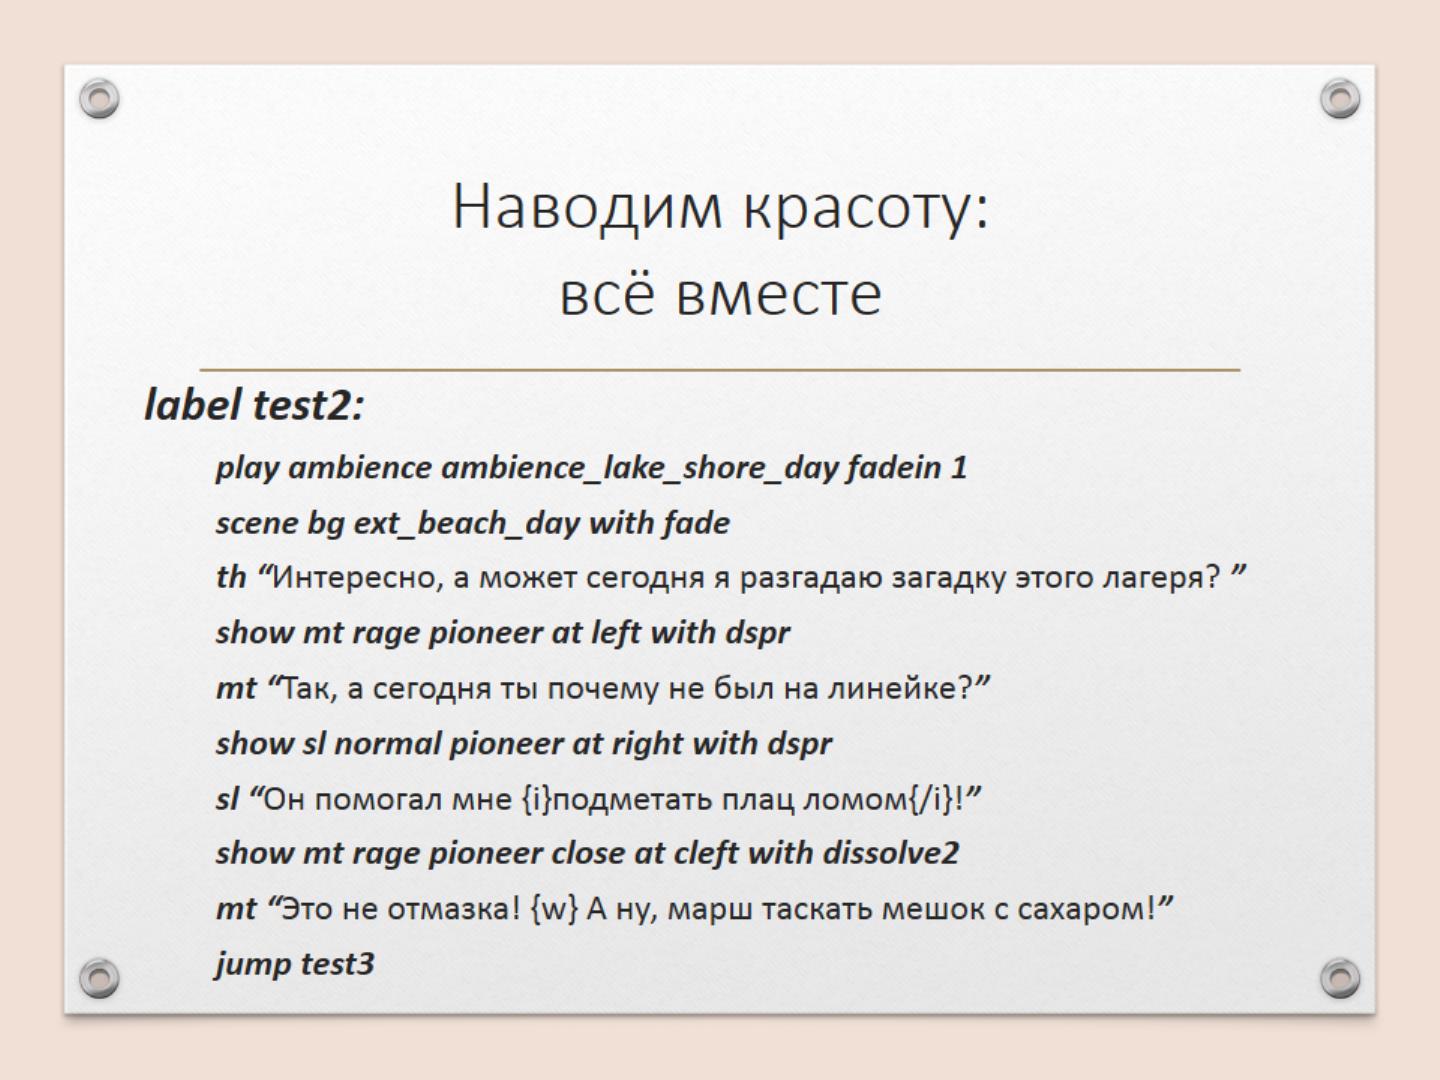 Наводим красоту:
всё вместе
label test2:
play ambience ambience_lake_shore_day fadein 1
scene bg ext_beach_day with fade
th “Интересно, а может сегодня я разгадаю загадку этого лагеря? ”
show mt rage pioneer at left with dspr
mt “Так, а сегодня ты почему не был на линейке?”
show sl normal pioneer at right with dspr
sl “Он помогал мне {i}подметать плац ломом{/i}!”
show mt rage pioneer close at cleft with dissolve2
mt “Это не отмазка! {w} А ну, марш таскать мешок с сахаром!”
jump test3